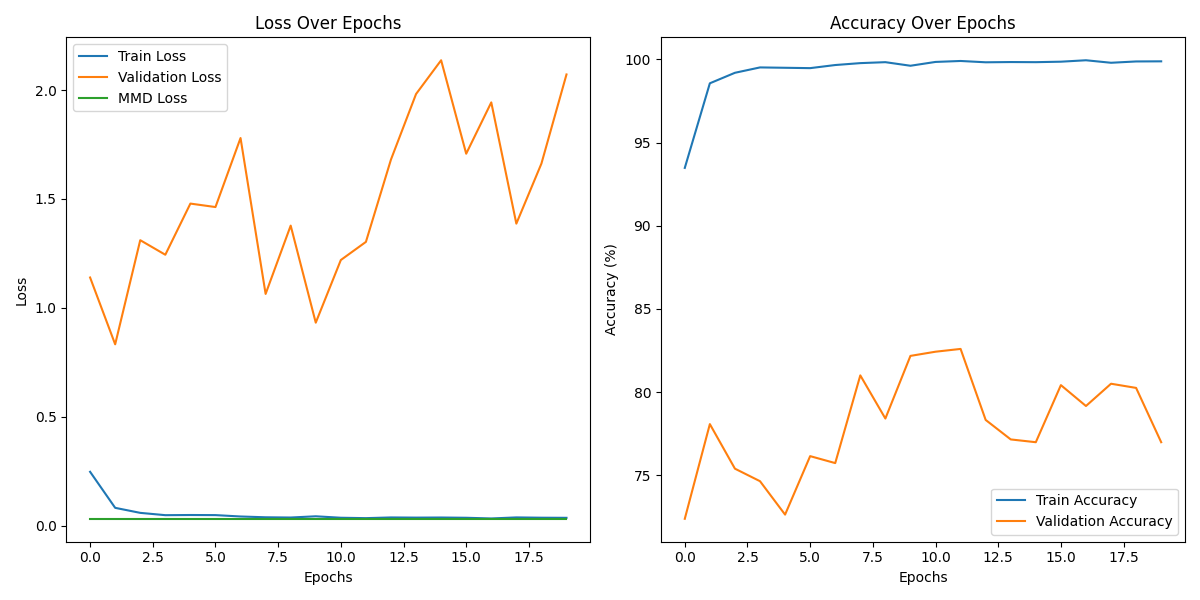 Loss Over Epochs
Train Loss
Validation Loss
MMD Loss
2.0
1.5
1.0
0.5
0.0
Loss
0.0 2.5 5.0 7.5 10.0 12.5 15.0 17.5
Epochs
Accuracy Over Epochs
100
95
90
85
80
75
Accuracy (%)
Train Accuracy
Validation Accuracy
0.0 2.5 5.0 7.5 10.0 12.5 15.0 17.5
Epochs